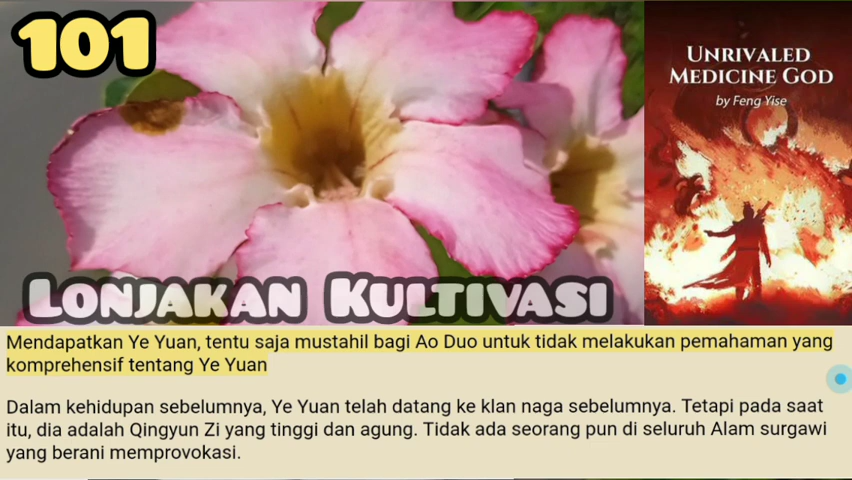 101
UNRIVALED
MEDICINE GOD
by Feng Yise
LONJAKAN KULTIVASI
Mendapatkan Ye Yuan, tentu saja mustahil bagi Ao Duo untuk tidak melakukan pemahaman yang
komprehensif tentang Ye Yuan
Dalam kehidupan sebelumnya, Ye Yuan telah datang ke klan naga sebelumnya. Tetapi pada saat
itu, dia adalah Qingyun Zi yang tinggi dan agung. Tidak ada seorang pun di seluruh Alam surgawi
yang berani memprovokasi.